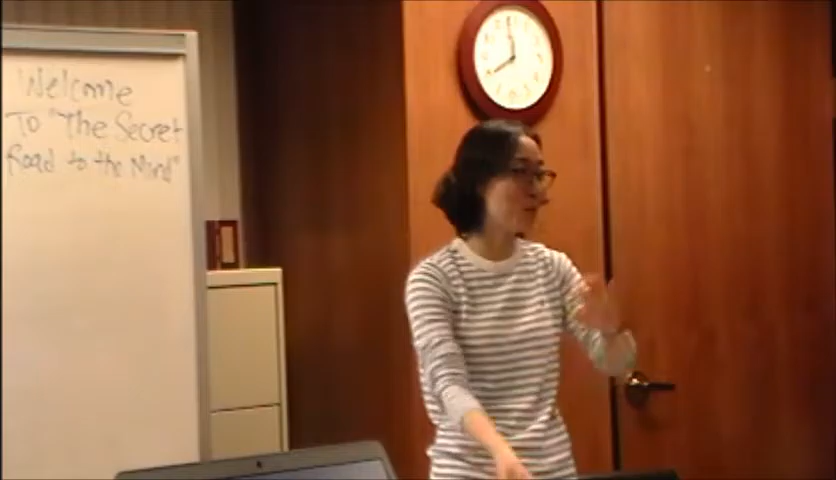 Welcome
To "The Secret
Road to the Mind"